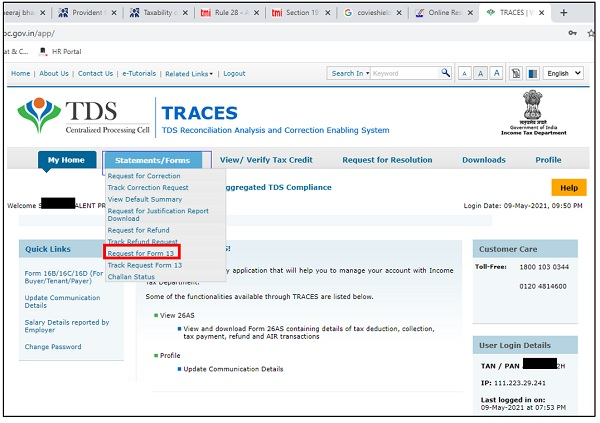 eeraj bha
Provident
Taxability o
Rule 28 - A
Section 19
covieshield
Online Re
TRACES | V
oc.gov.in/app/
at & C...
HR Portal
Home | About Us | Contact Us | e-Tutorials | Related Links | Logout
Search In Keyword
A A A
English
TDS
Centralized Processing Cell
TRACES
TDS Reconciliation Analysis and Correction Enabling System
Government of India
Income Tax Department
My Home Statements/Forms View/ Verify Tax Credit Request for Resolution Downloads Profile
Request for Correction
Track Correction Request
View Default Summary
Request for Justification Report
Download
Request for Refund
Track Refund Request
Request for Form 13
Track Request Form 13
Challan Status
ggregated TDS Compliance
Help
Welcome S ALENT PR
Login Date: 09-May-2021, 09:50 PM
Quick Links
Form 16B/16C/16D (For
Buyer/Tenant/Payer)
Update Communication
Details
Salary Details reported by
Employer
Change Password
S!
y application that will help you to manage your account with Income
Tax Department.
Some of the functionalities available through TRACES are listed below.
View 26AS
View and download Form 26AS containing details of tax deduction, collection,
tax payment, refund and AIR transactions
Profile
Update Communication Details
Customer Care
Toll-Free: 1800 103 0344
0120 4814600
User Login Details
TAN / PAN 2H
IP: 111.223.29.241
Last logged in on:
09-May-2021 at 07:53 PM